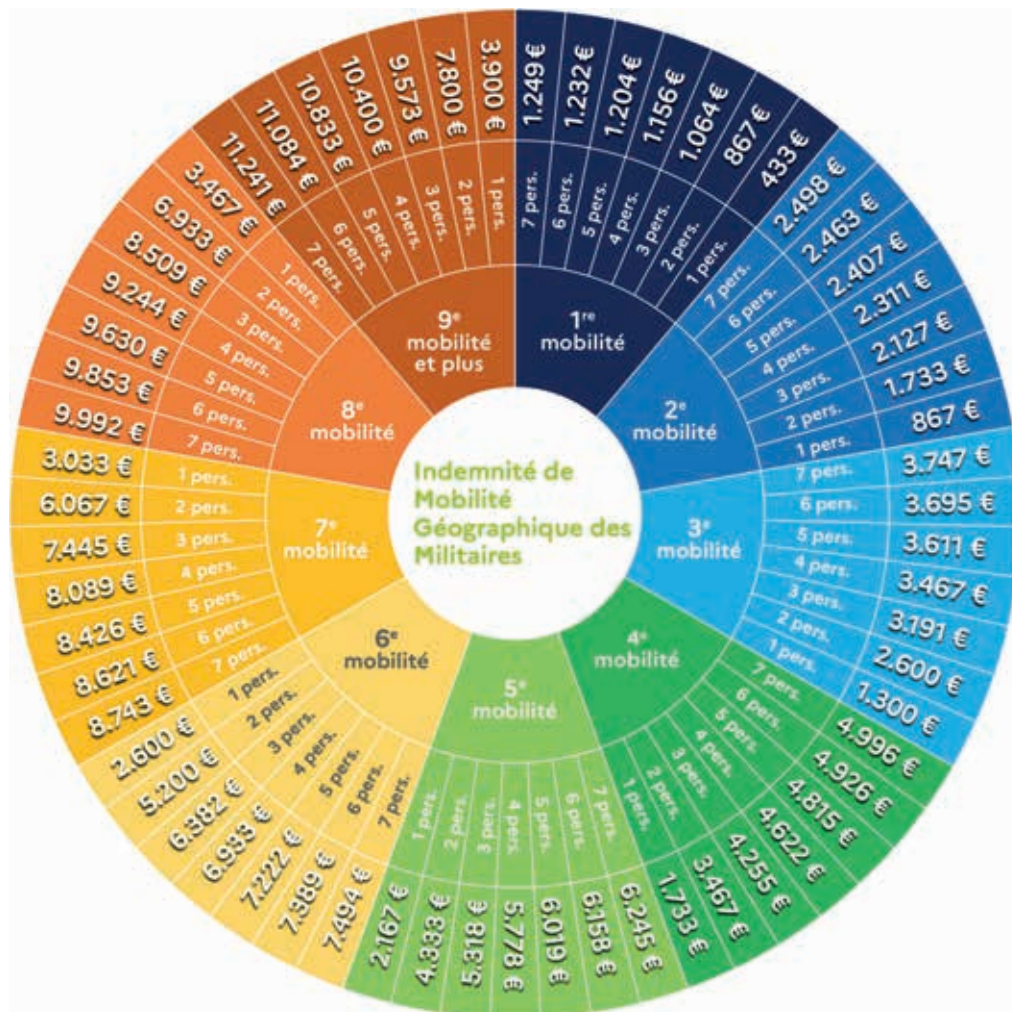 Indemnité de
Mobilité
Géographique des
Militaires
1re
mobilité
7 pers.
1.249 €
6 pers.
1.232 €
5 pers.
1.204 €
4 pers.
1.156 €
3 pers.
1.064 €
2 pers.
867 €
1 pers.
433 €
2e
mobilité
7 pers.
2.498 €
6 pers.
2.463 €
5 pers.
2.407 €
4 pers.
2.311 €
3 pers.
2.127 €
2 pers.
1.733 €
1 pers.
867 €
3e
mobilité
7 pers.
3.747 €
6 pers.
3.695 €
5 pers.
3.611 €
4 pers.
3.467 €
3 pers.
3.191 €
2 pers.
2.600 €
1 pers.
1.300 €
4e
mobilité
7 pers.
4.996 €
6 pers.
4.926 €
5 pers.
4.815 €
4 pers.
4.622 €
3 pers.
4.255 €
2 pers.
3.467 €
1 pers.
1.733 €
5e
mobilité
7 pers.
6.245 €
6 pers.
6.158 €
5 pers.
6.019 €
4 pers.
5.778 €
3 pers.
5.318 €
2 pers.
4.333 €
1 pers.
2.167 €
6e
mobilité
7 pers.
7.494 €
6 pers.
7.389 €
5 pers.
7.222 €
4 pers.
6.933 €
3 pers.
6.382 €
2 pers.
5.200 €
1 pers.
2.600 €
7e
mobilité
7 pers.
8.743 €
6 pers.
8.621 €
5 pers.
8.426 €
4 pers.
8.089 €
3 pers.
7.445 €
2 pers.
6.067 €
1 pers.
3.033 €
8e
mobilité
7 pers.
9.992 €
6 pers.
9.853 €
5 pers.
9.630 €
4 pers.
9.244 €
3 pers.
8.509 €
2 pers.
6.933 €
1 pers.
3.467 €
9e
mobilité
et plus
7 pers.
11.241 €
6 pers.
11.084 €
5 pers.
10.833 €
4 pers.
10.400 €
3 pers.
9.573 €
2 pers.
7.800 €
1 pers.
3.900 €